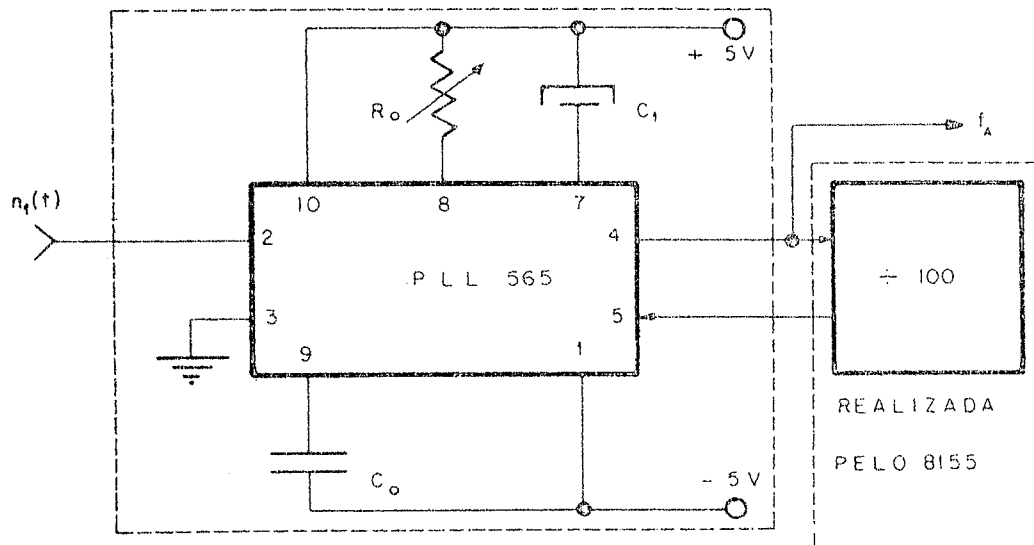 + 5V
R₀
C₁
f_A
n₁(t)
10
8
7
2
4
PLL 565
÷ 100
3
5
9
1
REALIZADA
C₀
- 5V
PELO 8155